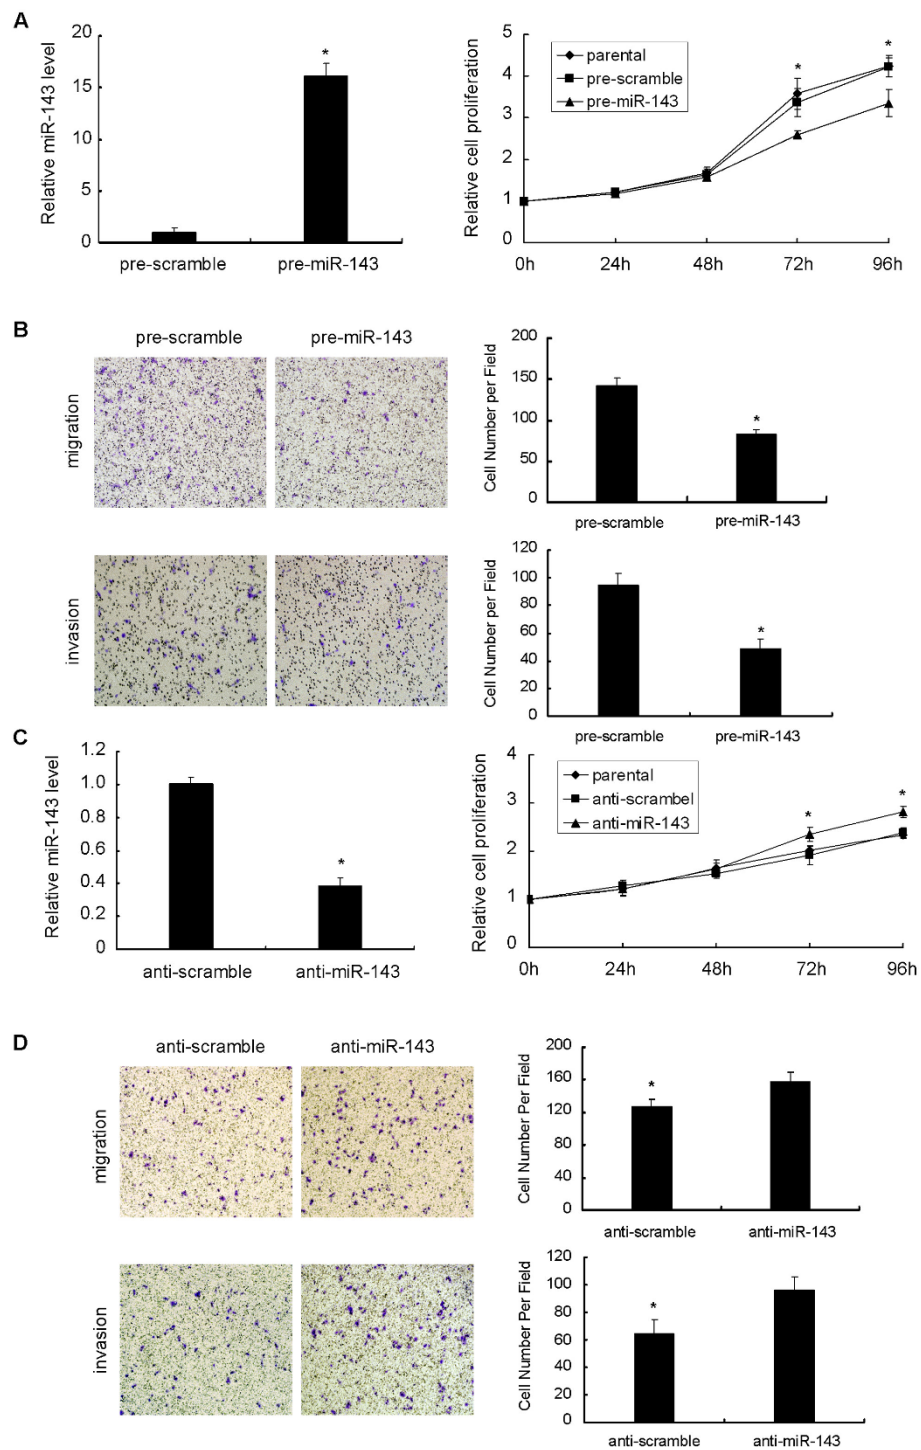 A
Relative miR-143 level
20
15
10
5
0
*
pre-scramble
pre-miR-143
Relative cell proliferation
5
4
3
2
1
0
parental
pre-scramble
pre-miR-143
*
*
0h
24h
48h
72h
96h
B
pre-scramble
pre-miR-143
migration
invasion
Cell Number per Field
200
150
100
50
0
*
pre-scramble
pre-miR-143
Cell Number per Field
120
100
80
60
40
20
0
*
pre-scramble
pre-miR-143
C
Relative miR-143 level
1.2
1.0
0.8
0.6
0.4
0.2
0
*
anti-scramble
anti-miR-143
Relative cell proliferation
4
3
2
1
0
parental
anti-scrambel
anti-miR-143
*
*
0h
24h
48h
72h
96h
D
anti-scramble
anti-miR-143
migration
invasion
Cell Number Per Field
200
160
120
160
80
40
0
*
anti-scramble
anti-miR-143
Cell Number Per Field
120
100
80
60
40
20
0
*
anti-scramble
anti-miR-143